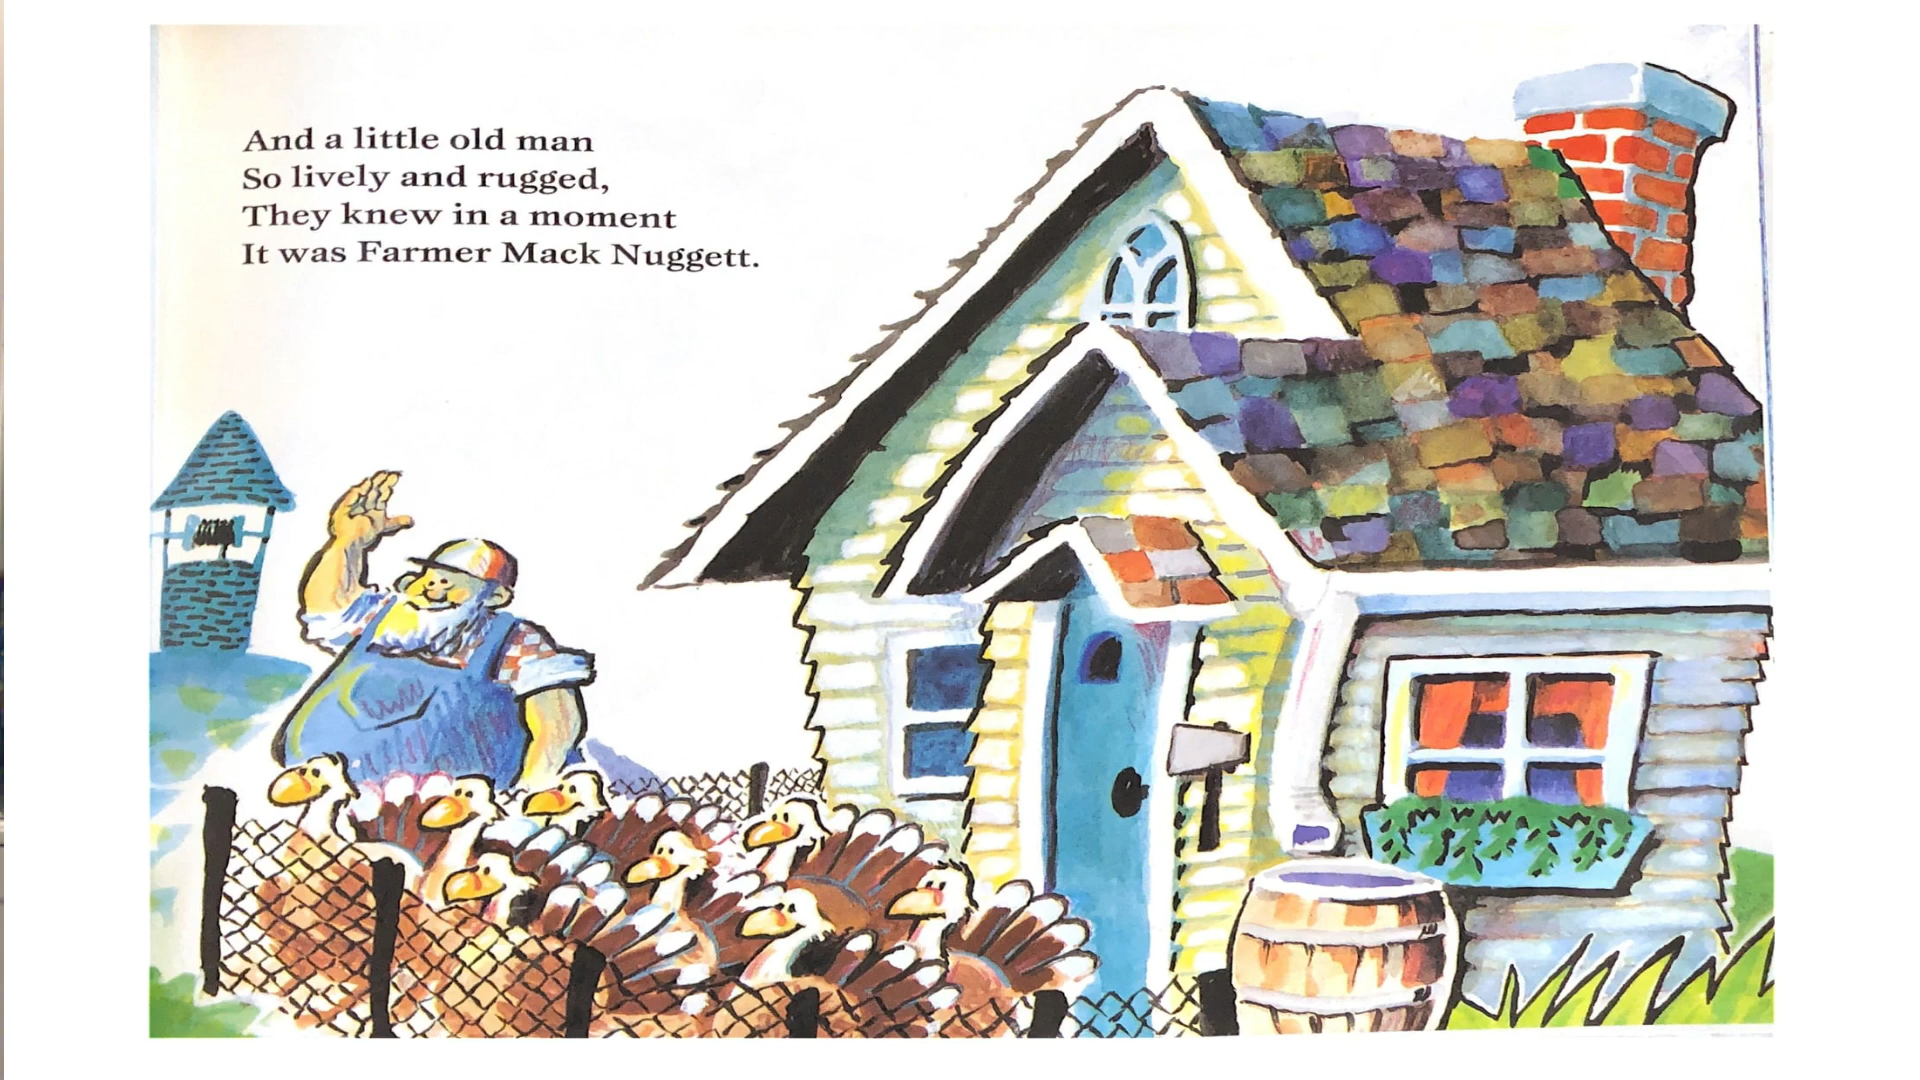 And a little old man
So lively and rugged,
They knew in a moment
It was Farmer Mack Nuggett.